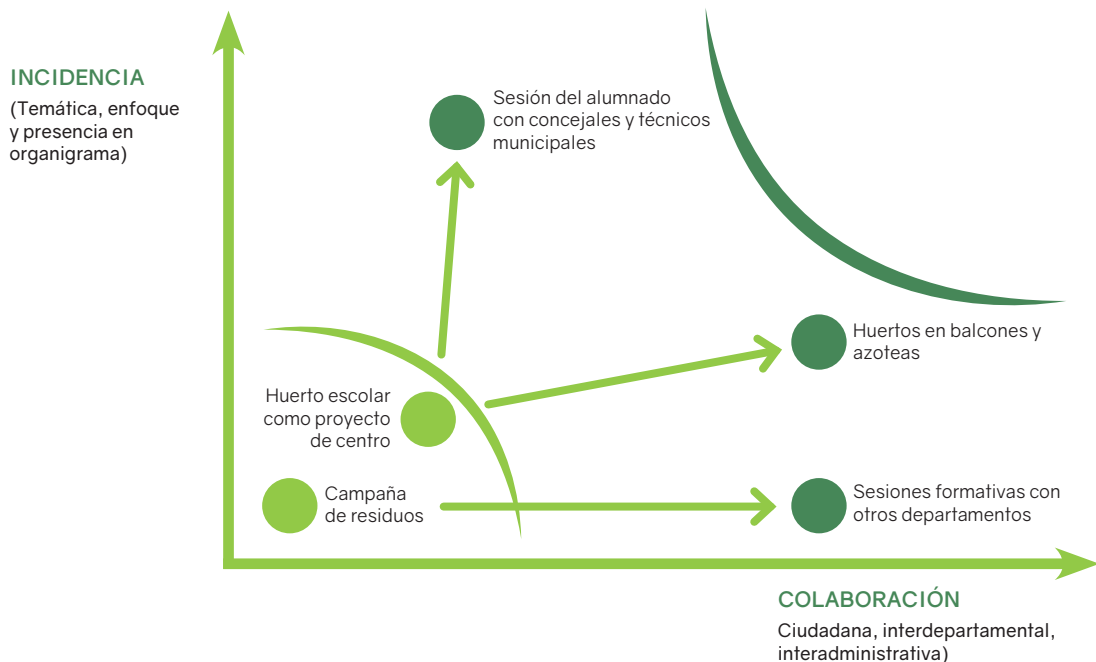 INCIDENCIA
(Temática, enfoque
y presencia en
organigrama)
Sesión del alumnado
con concejales y técnicos
municipales
Huertos en balcones y
azoteas
Huerto escolar
como proyecto
de centro
Campaña
de residuos
Sesiones formativas con
otros departamentos
COLABORACIÓN
Ciudadana, interdepartamental,
interadministrativa)